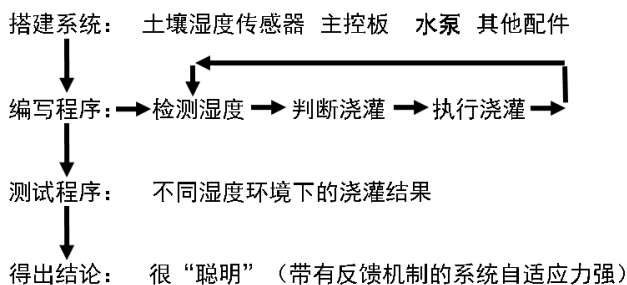 搭建系统： 土壤湿度传感器 主控板 水泵 其他配件
编写程序： 检测湿度 判断浇灌 执行浇灌
测试程序： 不同湿度环境下的浇灌结果
得出结论： 很“聪明”（带有反馈机制的系统自适应力强）